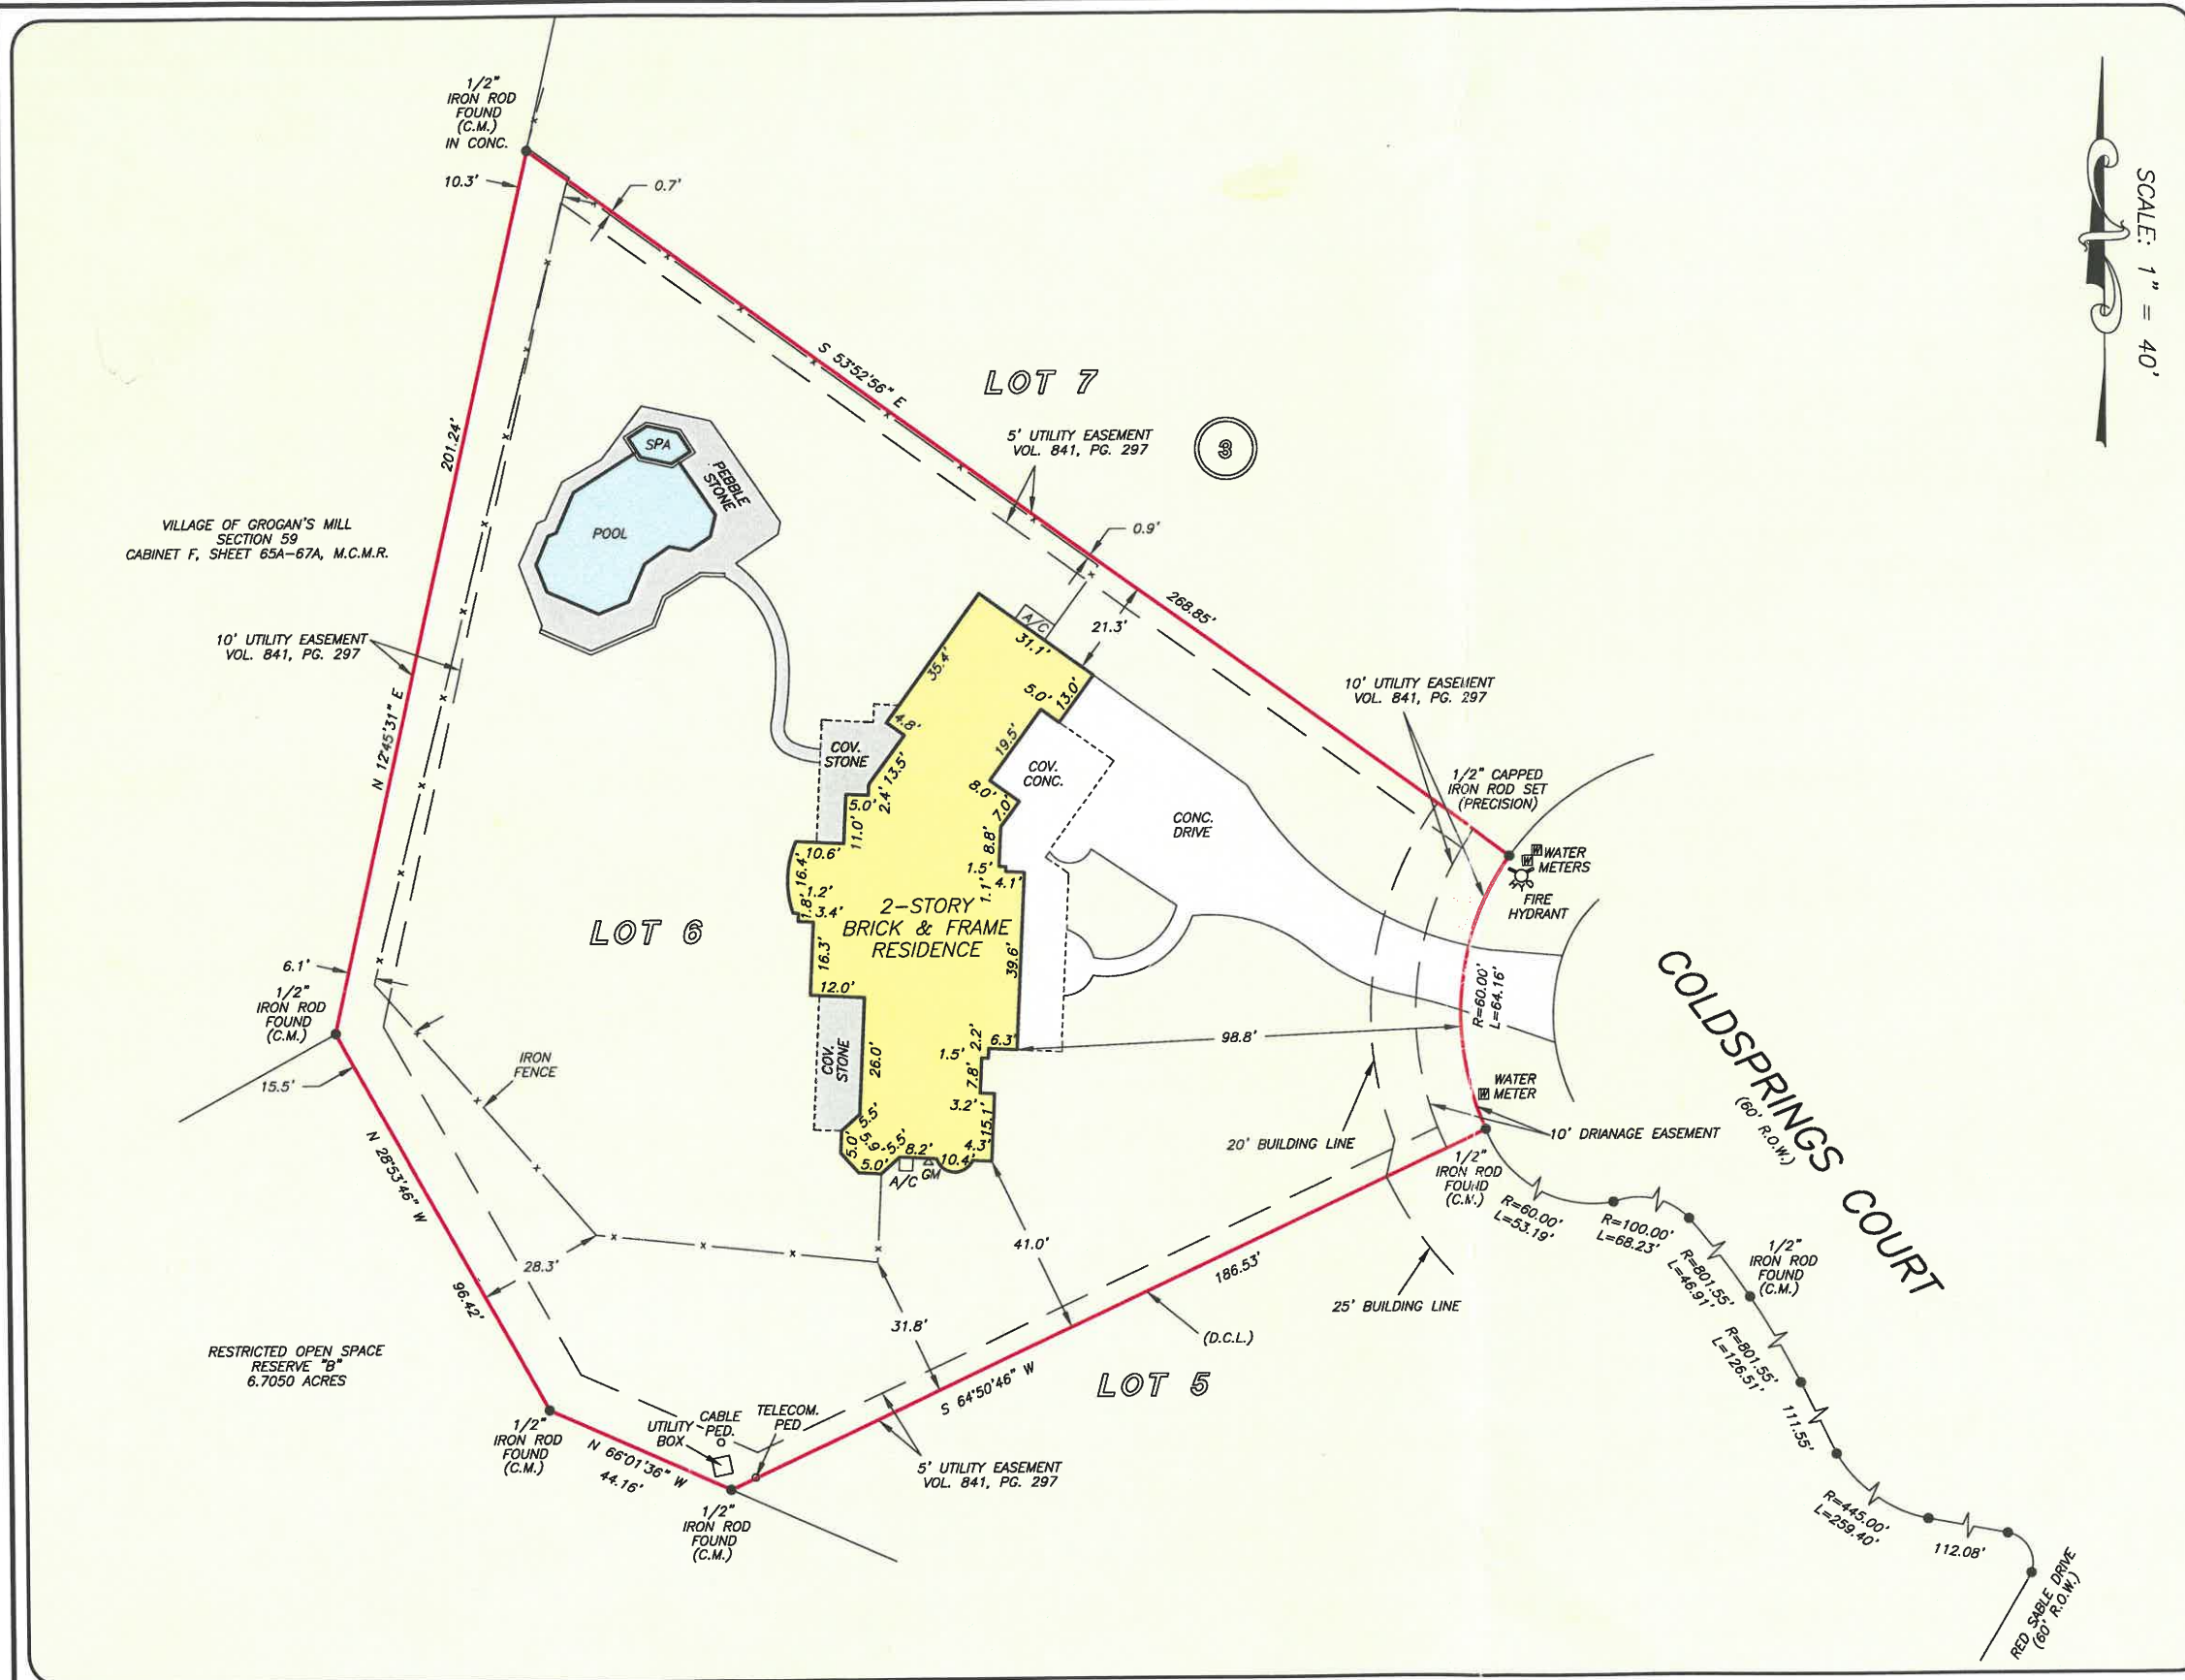 SCALE: 1" = 40'
1/2"
IRON ROD
FOUND
(C.M.)
IN CONC.
10.3'
0.7'
S 53°52'56" E
268.85'
LOT 7
3
5' UTILITY EASEMENT
VOL. 841, PG. 297
0.9'
201.24'
N 12°45'31" E
VILLAGE OF GROGAN'S MILL
SECTION 59
CABINET F, SHEET 65A-67A, M.C.M.R.
10' UTILITY EASEMENT
VOL. 841, PG. 297
SPA
POOL
PEBBLE
STONE
A/C
31.1'
21.3'
35.4'
5.0'
13.0'
4.8'
19.5'
COV.
STONE
13.5'
2.4'
5.0'
11.0'
COV.
CONC.
8.0'
7.0'
8.8'
CONC.
DRIVE
10' UTILITY EASEMENT
VOL. 841, PG. 297
1/2" CAPPED
IRON ROD SET
(PRECISION)
WATER
METERS
FIRE
HYDRANT
10.6'
16.4'
1.2'
1.8'
3.4'
1.5'
4.1'
1.1'
2-STORY
BRICK & FRAME
RESIDENCE
LOT 6
16.3'
39.6'
12.0'
COV.
STONE
26.0'
2.2'
6.3'
1.5'
7.8'
3.2'
15.1'
4.3'
5.5'
5.9'
5.0'
5.0'
5.5'
8.2'
10.4'
A/C
GM
98.8'
R=60.00'
L=64.16'
COLDSPRINGS COURT
(60' R.O.W.)
WATER
METER
10' DRIANAGE EASEMENT
20' BUILDING LINE
25' BUILDING LINE
1/2"
IRON ROD
FOUND
(C.M.)
6.1'
1/2"
IRON ROD
FOUND
(C.M.)
15.5'
IRON
FENCE
N 28°53'46" W
96.42'
28.3'
31.8'
41.0'
186.53'
S 64°50'46" W
(D.C.L.)
LOT 5
RESTRICTED OPEN SPACE
RESERVE "B"
6.7050 ACRES
1/2"
IRON ROD
FOUND
(C.M.)
N 66°01'36" W
44.16'
UTILITY
BOX
CABLE
PED.
TELECOM.
PED
5' UTILITY EASEMENT
VOL. 841, PG. 297
1/2"
IRON ROD
FOUND
(C.M.)
R=60.00'
L=53.19'
R=100.00'
L=68.23'
R=801.55'
L=46.91'
1/2"
IRON ROD
FOUND
(C.M.)
R=801.55'
L=126.51'
111.55'
R=445.00'
L=259.40'
112.08'
RED SABLE DRIVE
(60' R.O.W.)